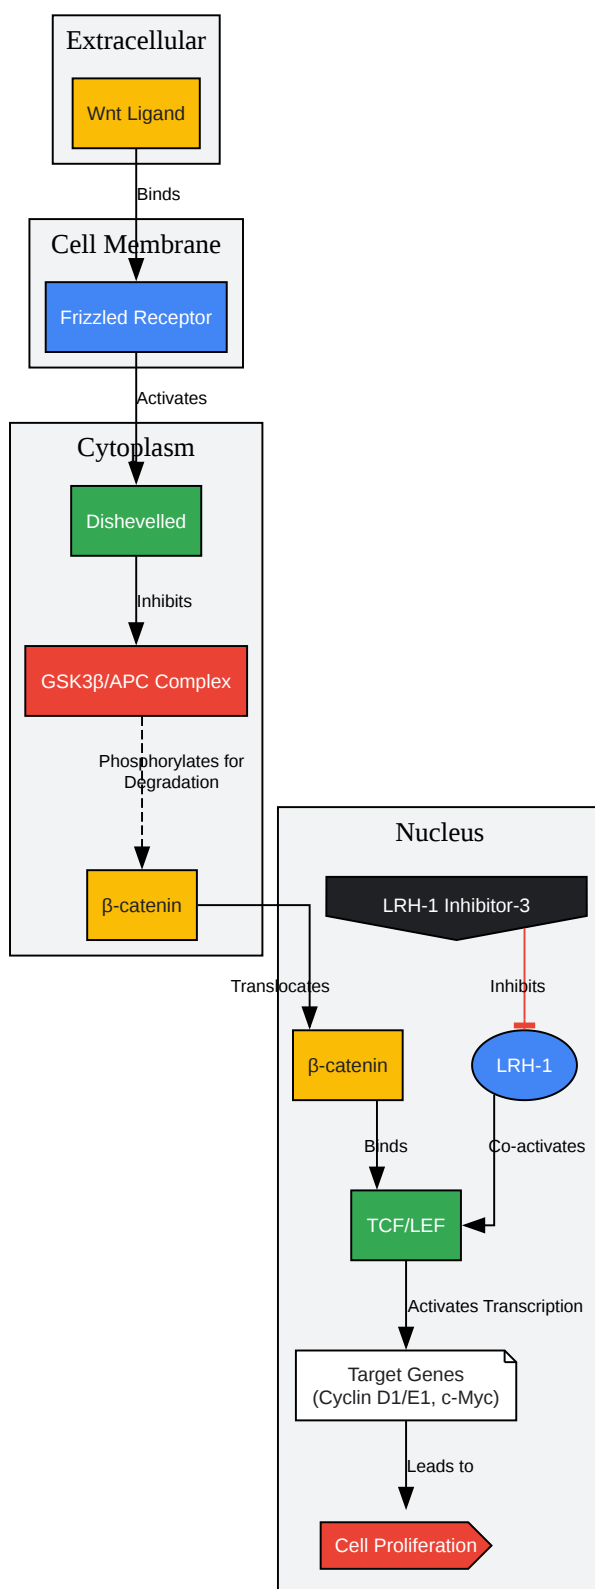 Extracellular
Wnt Ligand
Binds
Cell Membrane
Frizzled Receptor
Activates
Cytoplasm
Dishevelled
Inhibits
GSK3β/APC Complex
Phosphorylates for
Degradation
β-catenin
Nucleus
LRH-1 Inhibitor-3
Translocates
Inhibits
β-catenin
LRH-1
Binds
Co-activates
TCF/LEF
Activates Transcription
Target Genes
(Cyclin D1/E1, c-Myc)
Leads to
Cell Proliferation